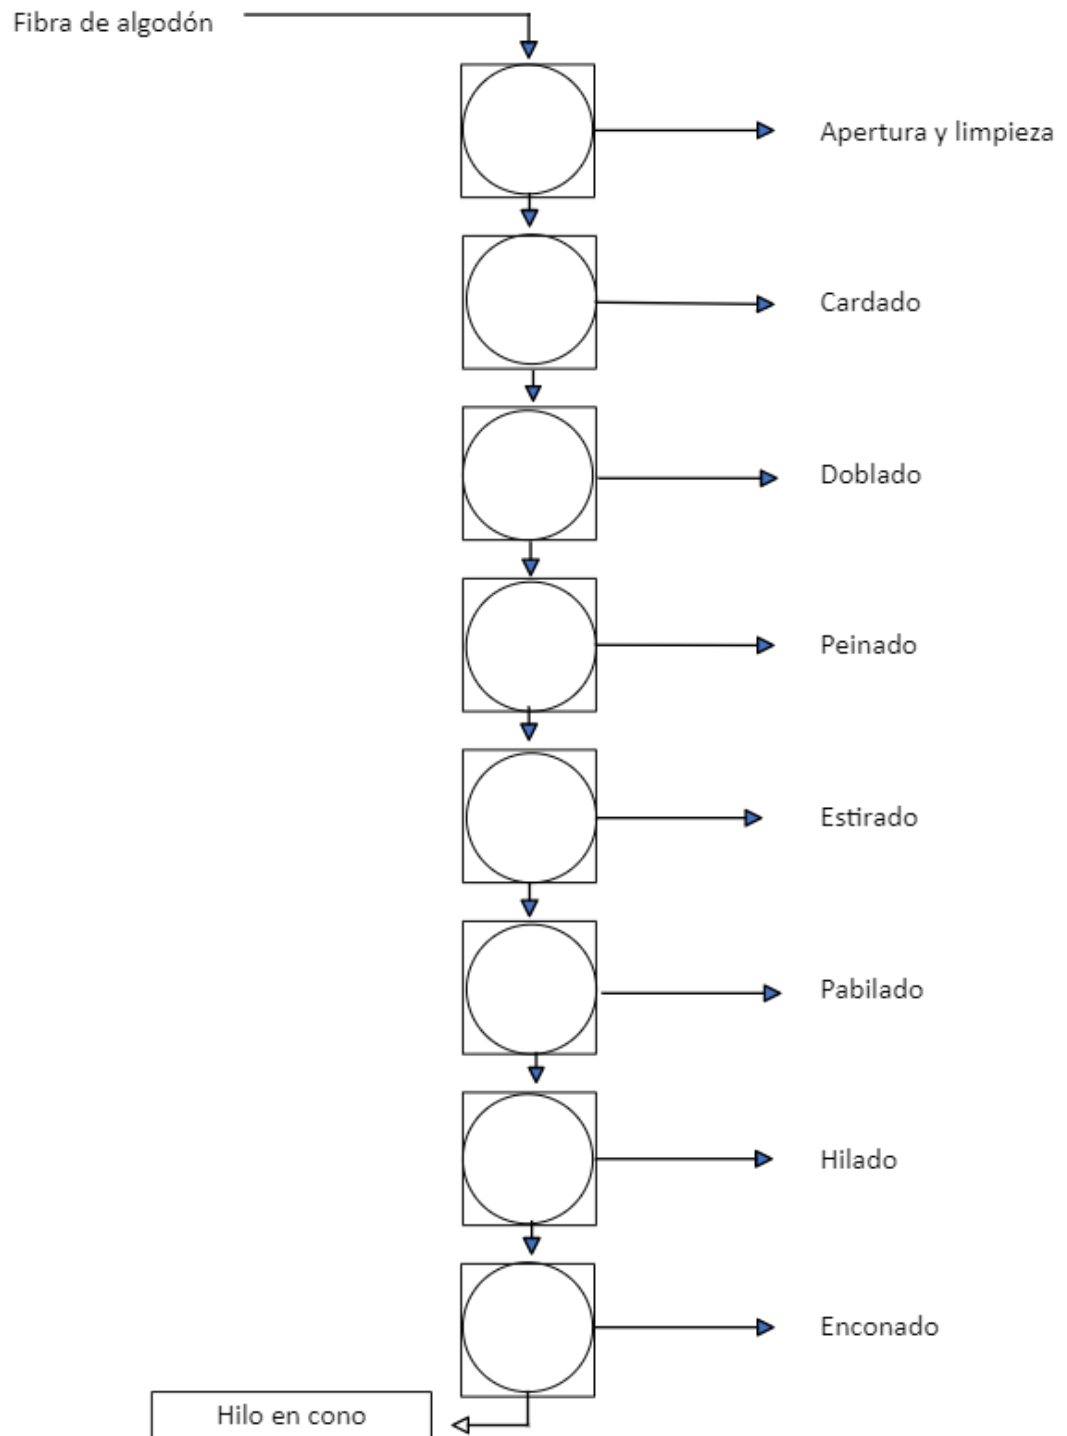 Fibra de algodón
Apertura y limpieza
Cardado
Doblado
Peinado
Estirado
Pabilado
Hilado
Enconado
Hilo en cono